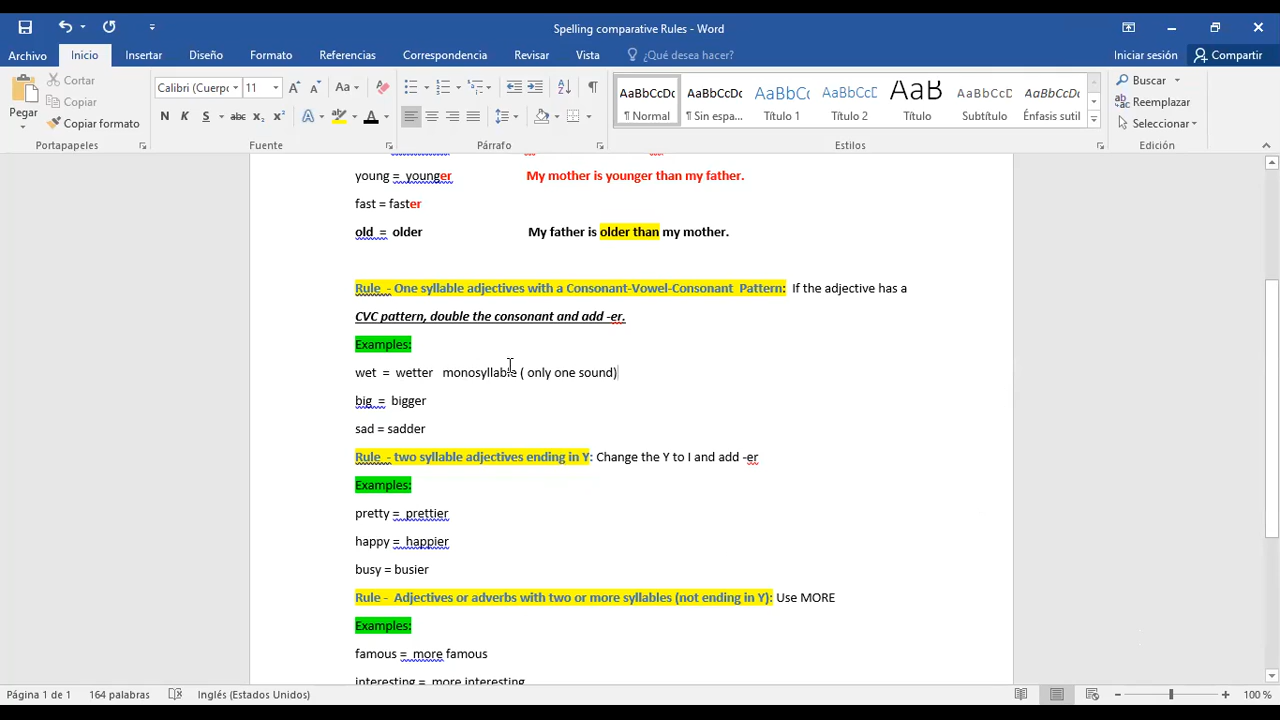 Spelling comparative Rules - Word
Archivo Inicio Insertar Diseño Formato Referencias Correspondencia Revisar Vista ¿Qué desea hacer? Iniciar sesión Compartir
Pegar
Cortar
Copiar
Copiar formato
Calibri (Cuerpo 11
N K S abc x₂ x²
Aa
AaBbCcDc AaBbCcDc AaBbCc AaBbCcD AaB AaBbCcD AaBbCcDc
¶ Normal ¶ Sin espa... Título 1 Título 2 Título Subtítulo Énfasis sutil
Buscar
Reemplazar
Seleccionar
Portapapeles Fuente Párrafo Estilos Edición
young = younger My mother is younger than my father.
fast = faster
old = older My father is older than my mother.
Rule - One syllable adjectives with a Consonant-Vowel-Consonant Pattern: If the adjective has a
CVC pattern, double the consonant and add -er.
Examples:
wet = wetter monosyllable ( only one sound)
big = bigger
sad = sadder
Rule - two syllable adjectives ending in Y: Change the Y to I and add -er
Examples:
pretty = prettier
happy = happier
busy = busier
Rule - Adjectives or adverbs with two or more syllables (not ending in Y): Use MORE
Examples:
famous = more famous
interesting = more interesting
Página 1 de 1 164 palabras Inglés (Estados Unidos) 100 %